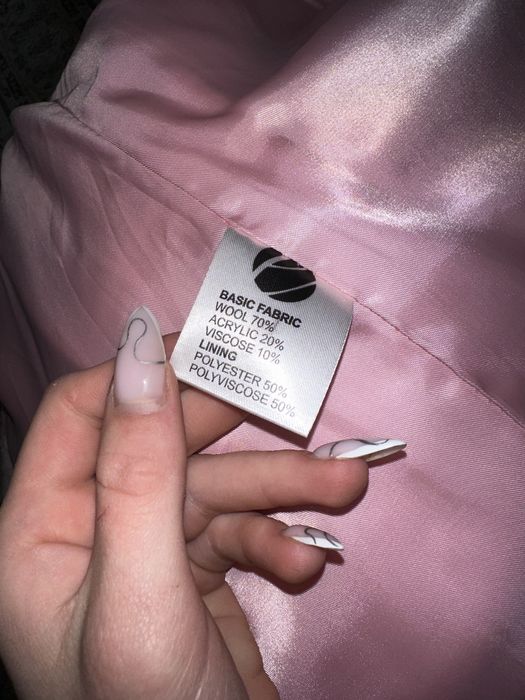 BASIC FABRIC
WOOL 70%
ACRYLIC 20%
VISCOSE 10%
LINING
POLYESTER 50%
POLYVISCOSE 50%